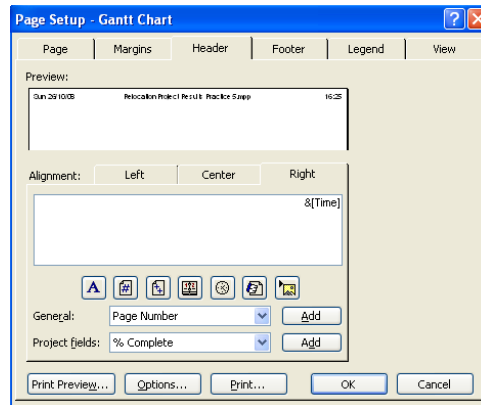 Page Setup - Gantt Chart
Page Margins Header Footer Legend View
Preview:
Sun 26/10/08 Relocation Project Result Practice 5.mpp 16:25
Alignment: Left Center Right
&[Time]
A
General: Page Number Add
Project fields: % Complete Add
Print Preview... Options... Print... OK Cancel